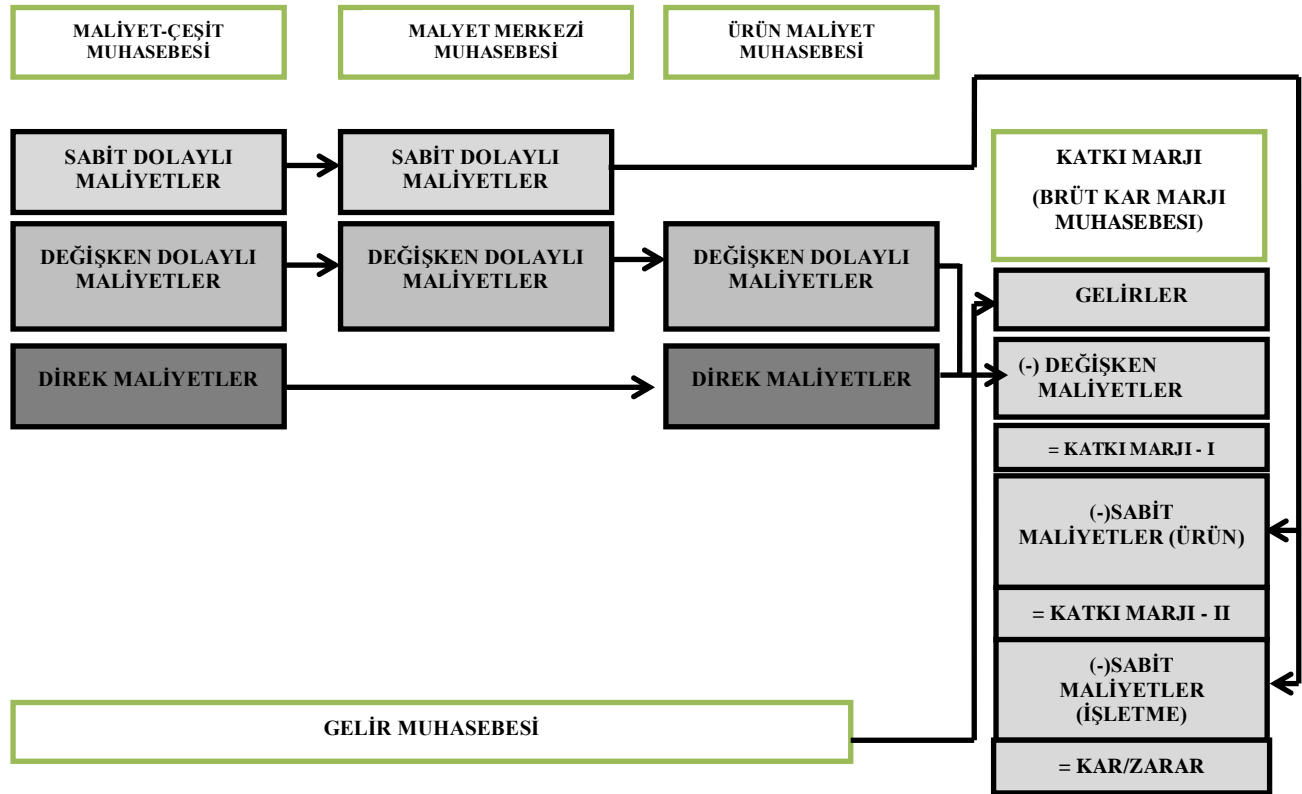 MALİYET-ÇEŞİT
MUHASEBESİ
MALYET MERKEZİ
MUHASEBESİ
ÜRÜN MALİYET
MUHASEBESİ
SABİT DOLAYLI
MALİYETLER
SABİT DOLAYLI
MALİYETLER
KATKI MARJI
(BRÜT KAR MARJI
MUHASEBESI)
DEĞİŞKEN DOLAYLI
MALİYETLER
DEĞİŞKEN DOLAYLI
MALİYETLER
DEĞİŞKEN DOLAYLI
MALİYETLER
GELİRLER
DİREK MALİYETLER
DİREK MALİYETLER
(-) DEĞİŞKEN
MALİYETLER
= KATKI MARJI - I
(-)SABİT
MALİYETLER (ÜRÜN)
= KATKI MARJI - II
(-)SABİT
MALİYETLER
(İŞLETME)
GELİR MUHASEBESİ
= KAR/ZARAR